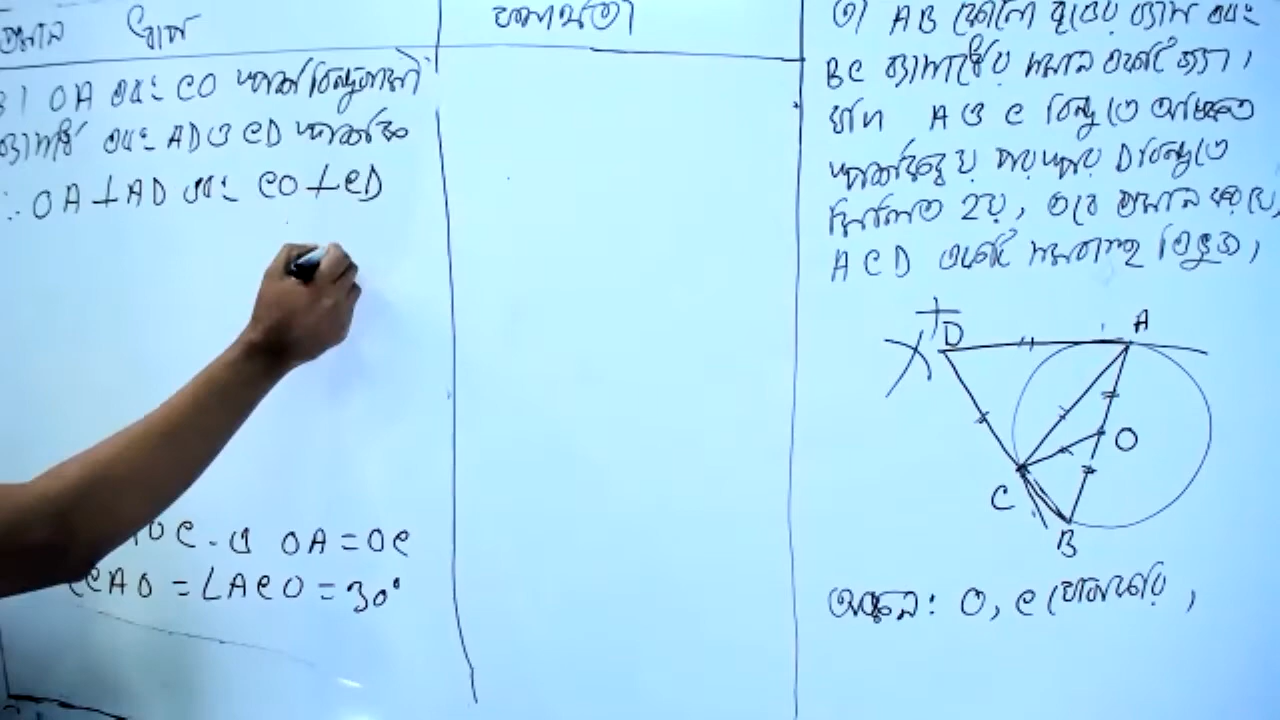 যথার্থতা
৩। OA এবং CO স্পর্শবিন্দুগামী
ব্যাসার্ধ এবং AD ও CD স্পর্শক
∴ OA ⊥ AD এবং CO ⊥ CD
OC - এ OA = OC
CAO = ∠ACO = 30°
৩) AB কোনো বৃত্তের ব্যাস এবং
BC ব্যাসার্ধের সমান একটি জ্যা।
যদি A ও C বিন্দুতে অঙ্কিত
স্পর্শকদ্বয় পরস্পর D বিন্দুতে
মিলিত হয়, তবে প্রমাণ কর যে,
ACD একটি সমবাহু ত্রিভুজ।
D
A
O
C
B
অঙ্কন: O, C যোগ করি,